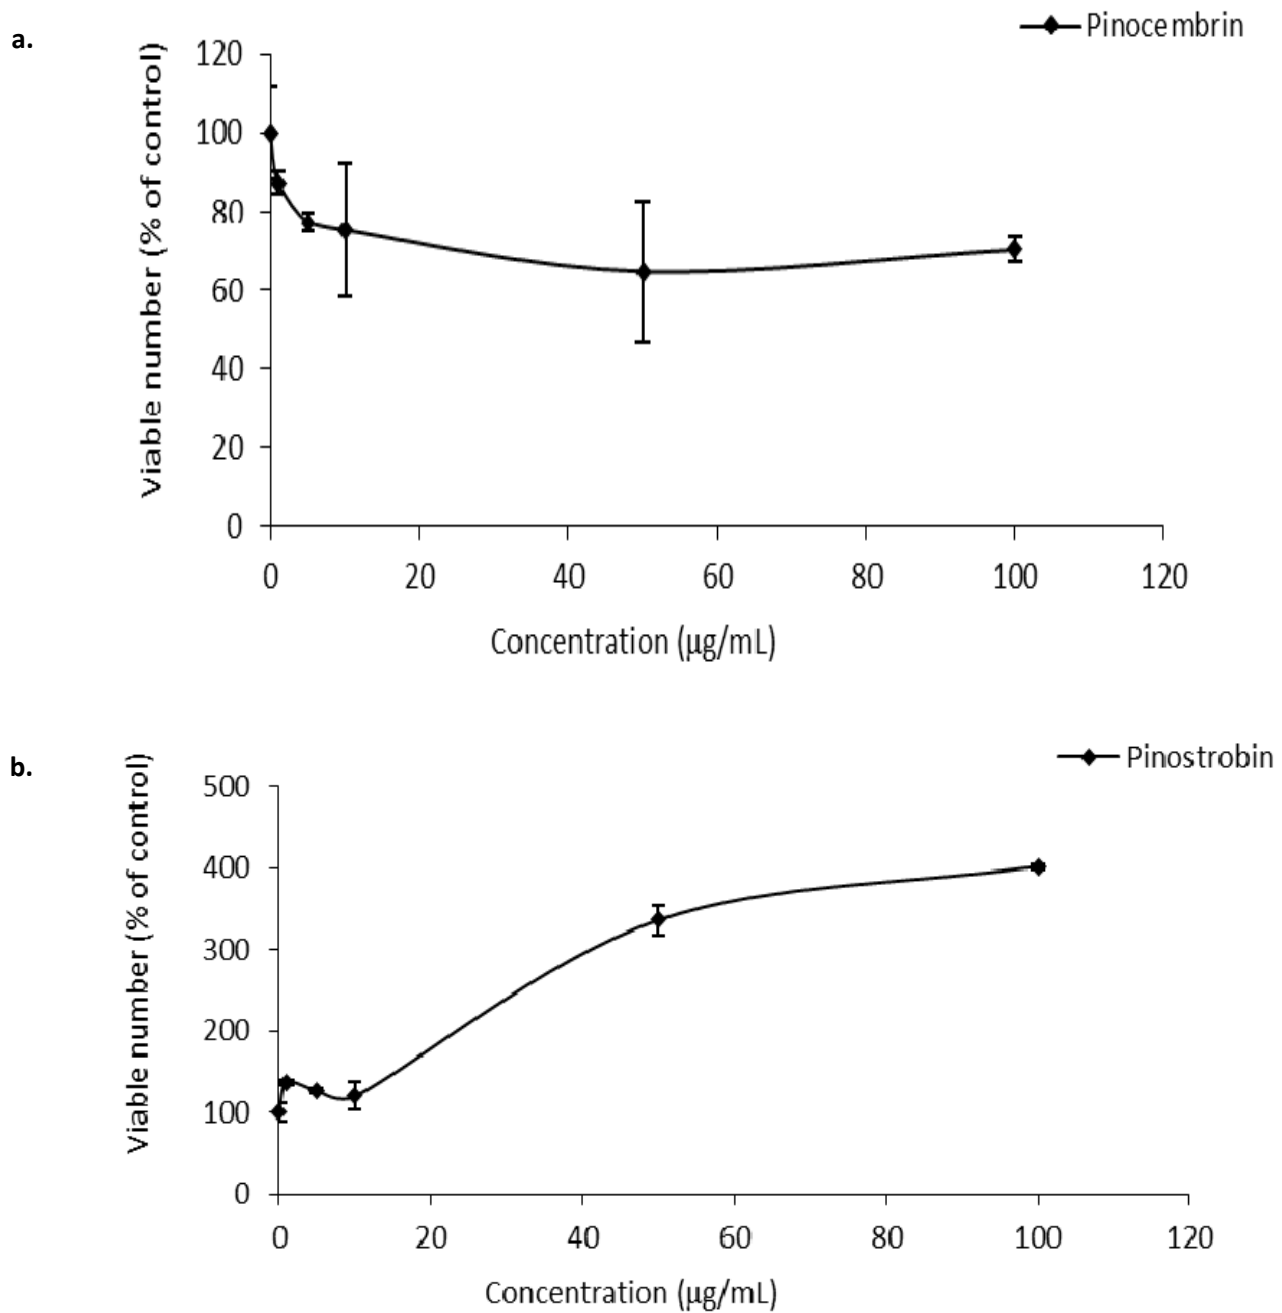 a.
Pinocembrin
Viable number (% of control)
120
100
80
60
40
20
0
0 20 40 60 80 100 120
Concentration (µg/mL)
b.
Pinostrobin
Viable number (% of control)
500
400
300
200
100
0
0 20 40 60 80 100 120
Concentration (µg/mL)